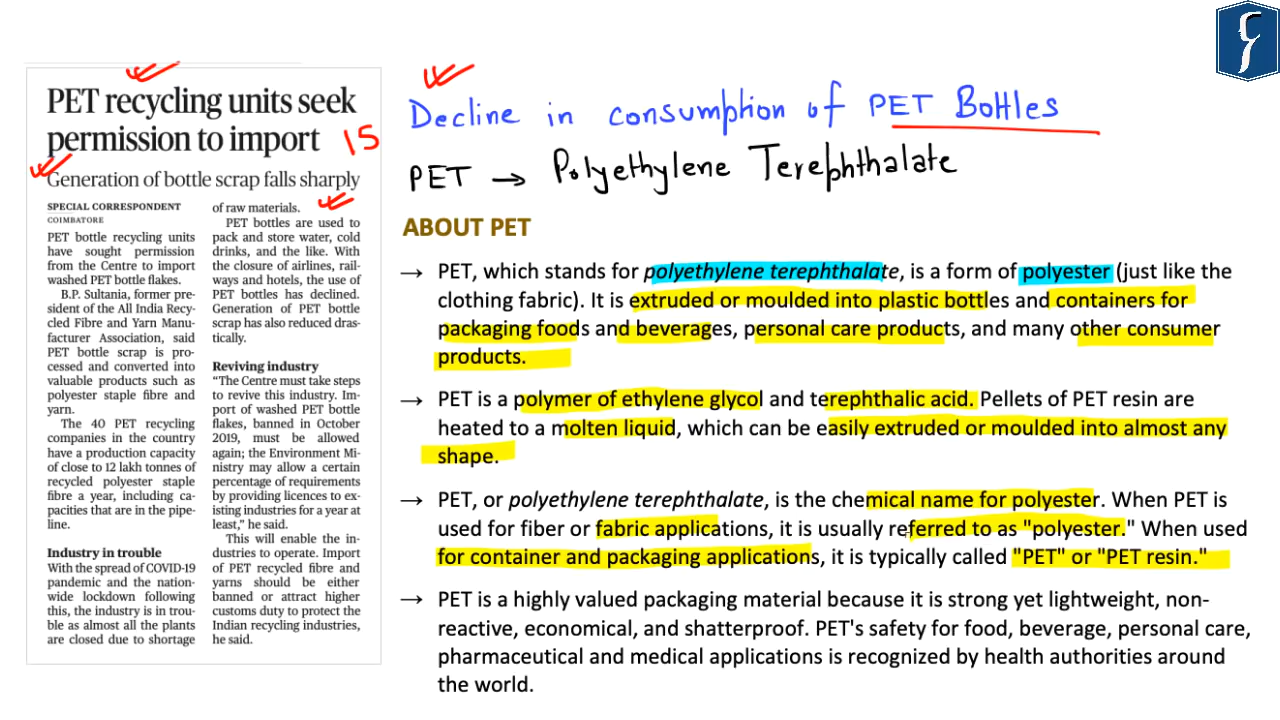 PET recycling units seek
permission to import
15
Generation of bottle scrap falls sharply
SPECIAL CORRESPONDENT
COIMBATORE
PET bottle recycling units
have sought permission
from the Centre to import
washed PET bottle flakes.
B.P. Sultania, former pre-
sident of the All India Recy-
cled Fibre and Yarn Manu-
facturer Association, said
PET bottle scrap is pro-
cessed and converted into
valuable products such as
polyester staple fibre and
yarn.
The 40 PET recycling
companies in the country
have a production capacity
of close to 12 lakh tonnes of
recycled polyester staple
fibre a year, including ca-
pacities that are in the pipe-
line.
Industry in trouble
With the spread of COVID-19
pandemic and the nation-
wide lockdown following
this, the industry is in trou-
ble as almost all the plants
are closed due to shortage
of raw materials.
PET bottles are used to
pack and store water, cold
drinks, and the like. With
the closure of airlines, rail-
ways and hotels, the use of
PET bottles has declined.
Generation of PET bottle
scrap has also reduced dras-
tically.
Reviving industry
“The Centre must take steps
to revive this industry. Im-
port of washed PET bottle
flakes, banned in October
2019, must be allowed
again; the Environment Mi-
nistry may allow a certain
percentage of requirements
by providing licences to ex-
isting industries for a year at
least,” he said.
This will enable the in-
dustries to operate. Import
of PET recycled fibre and
yarns should be either
banned or attract higher
customs duty to protect the
Indian recycling industries,
he said.
Decline in consumption of PET Bottles
PET → Polyethylene Terephthalate
ABOUT PET
→ PET, which stands for polyethylene terephthalate, is a form of polyester (just like the
clothing fabric). It is extruded or moulded into plastic bottles and containers for
packaging foods and beverages, personal care products, and many other consumer
products.
→ PET is a polymer of ethylene glycol and terephthalic acid. Pellets of PET resin are
heated to a molten liquid, which can be easily extruded or moulded into almost any
shape.
→ PET, or polyethylene terephthalate, is the chemical name for polyester. When PET is
used for fiber or fabric applications, it is usually referred to as "polyester." When used
for container and packaging applications, it is typically called "PET" or "PET resin."
→ PET is a highly valued packaging material because it is strong yet lightweight, non-
reactive, economical, and shatterproof. PET's safety for food, beverage, personal care,
pharmaceutical and medical applications is recognized by health authorities around
the world.